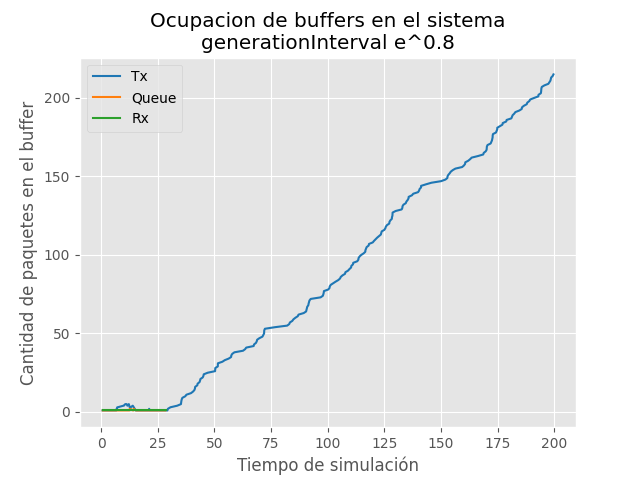 Ocupacion de buffers en el sistema
generationInterval e^0.8
Tx
Queue
Rx
Cantidad de paquetes en el buffer
200
150
100
50
0
0 25 50 75 100 125 150 175 200
Tiempo de simulación